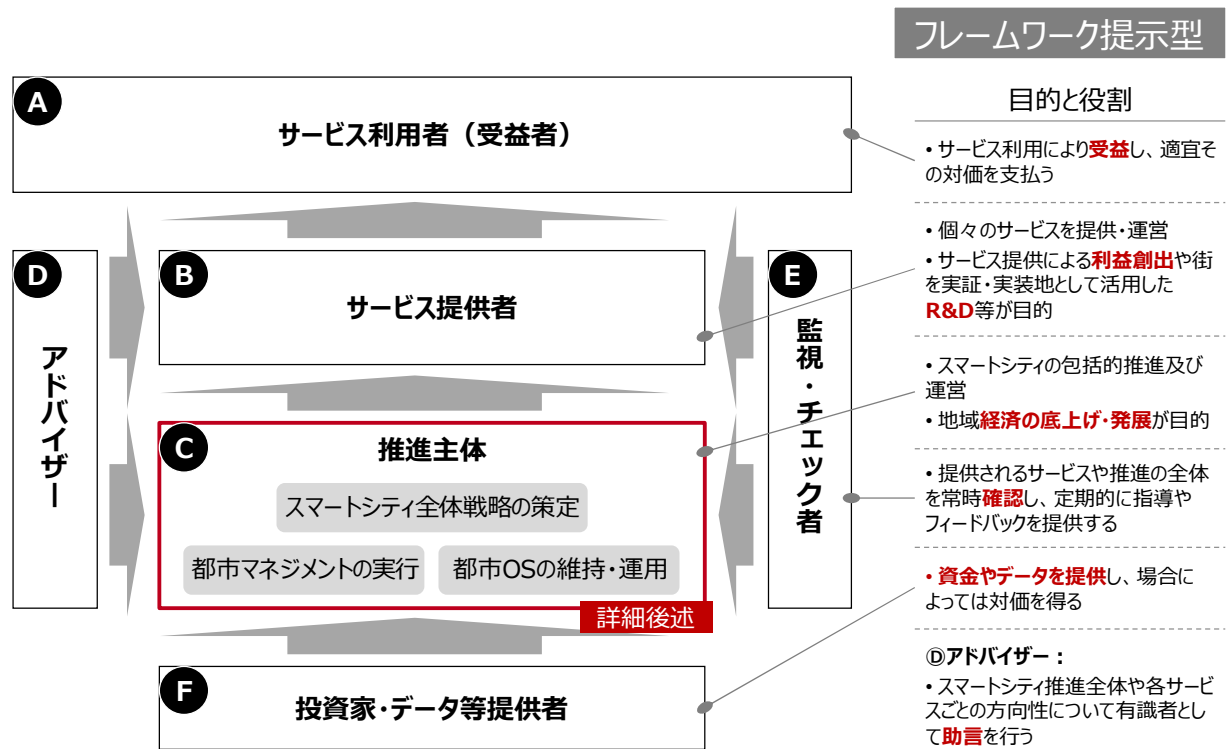 フレームワーク提示型
A
サービス利用者（受益者）
D
アドバイザー
B
サービス提供者
E
監視・チェック者
C
推進主体
スマートシティ全体戦略の策定
都市マネジメントの実行
都市OSの維持・運用
詳細後述
F
投資家・データ等提供者
目的と役割
• サービス利用により受益し、適宜そ
の対価を支払う
• 個々のサービスを提供・運営
• サービス提供による利益創出や街
を実証・実装地として活用した
R&D等が目的
• スマートシティの包括的推進及び
運営
• 地域経済の底上げ・発展が目的
• 提供されるサービスや推進の全体
を常時確認し、定期的に指導や
フィードバックを提供する
• 資金やデータを提供し、場合に
よっては対価を得る
Ⓓアドバイザー：
• スマートシティ推進全体や各サービ
スごとの方向性について有識者とし
て助言を行う